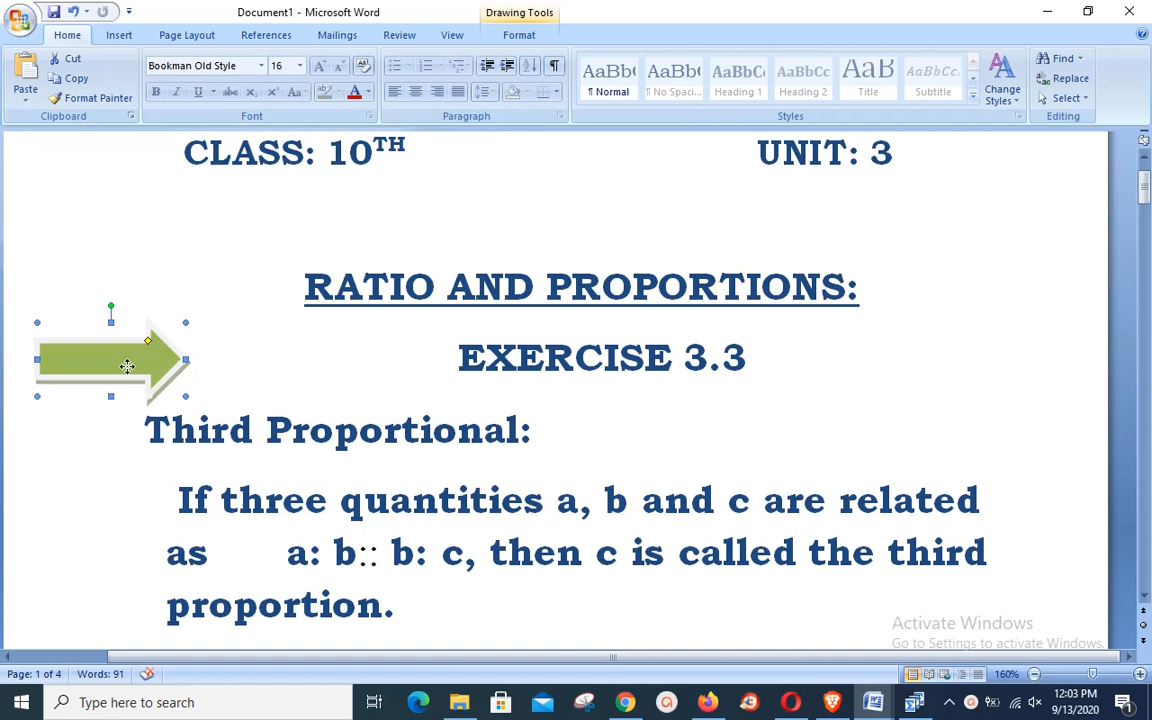 Document1 - Microsoft Word
Drawing Tools
Home Insert Page Layout References Mailings Review View Format
Paste
Cut
Copy
Format Painter
Clipboard
Bookman Old Style 16
Font
Paragraph
AaBbC AaBbC AaBbC AaBbCc AaB AaBbCc.
¶ Normal ¶ No Spaci... Heading 1 Heading 2 Title Subtitle
Change Styles
Styles
Find
Replace
Select
Editing
CLASS: 10TH UNIT: 3
RATIO AND PROPORTIONS:
EXERCISE 3.3
Third Proportional:
If three quantities a, b and c are related
as a: b:: b: c, then c is called the third
proportion.
Activate Windows
Go to Settings to activate Windows.
Page: 1 of 4 Words: 91 160%
Type here to search
12:03 PM
9/13/2020